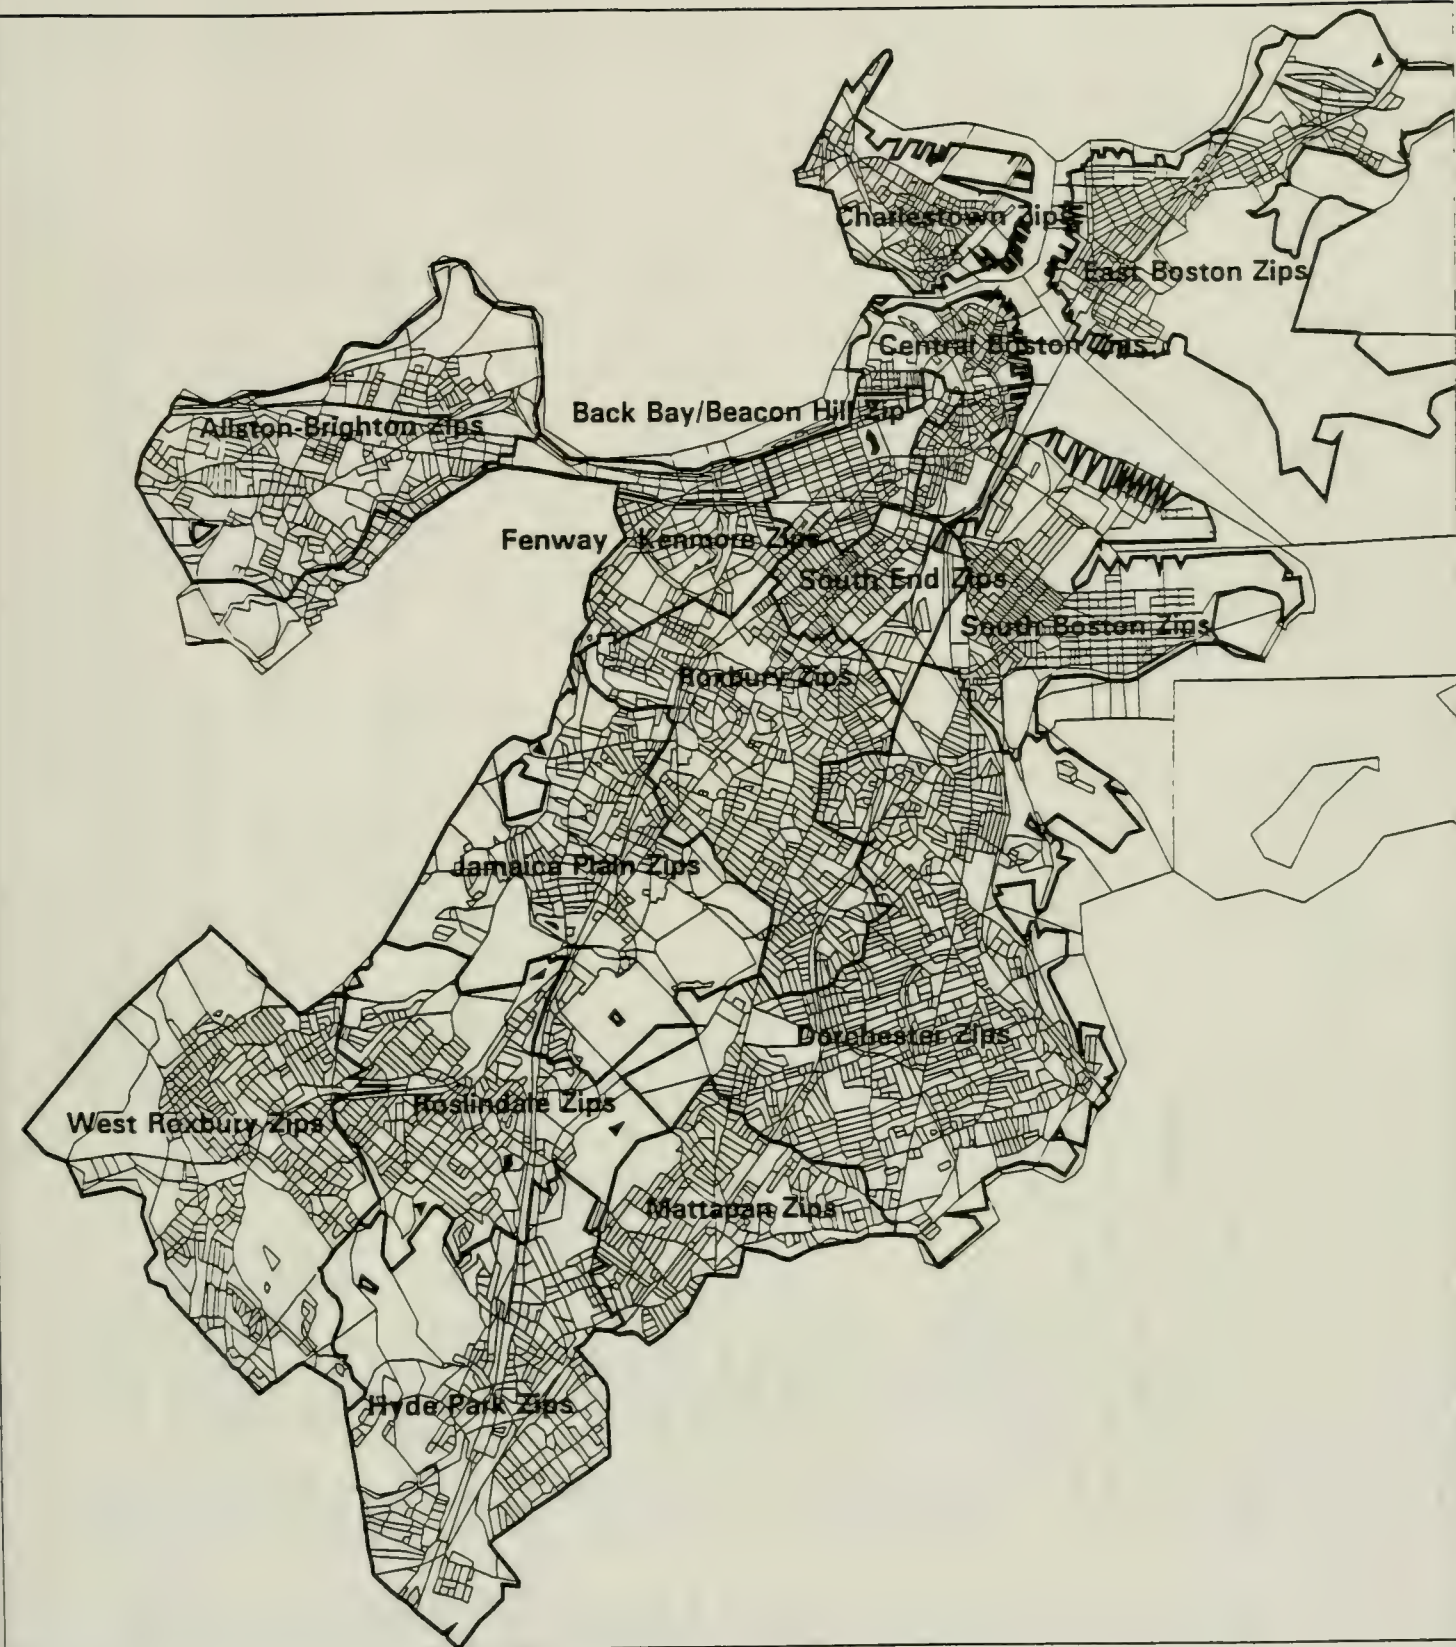 Charlestown Zips
East Boston Zips
Central Boston Zips
Back Bay/Beacon Hill Zip
Allston-Brighton Zips
Fenway Kenmore Zips
South End Zips
South Boston Zips
Roxbury Zips
Jamaica Plain Zips
Dorchester Zips
Roslindale Zips
West Roxbury Zips
Mattapan Zips
Hyde Park Zips